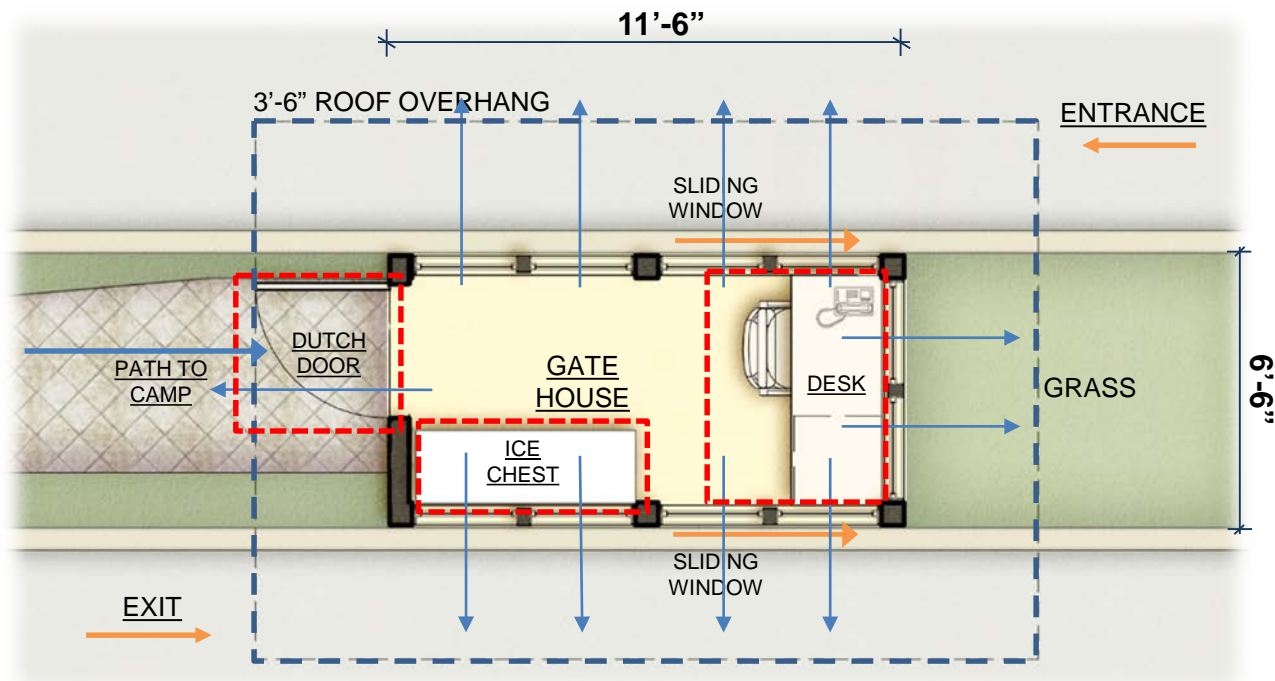 11’-6”
3’-6” ROOF OVERHANG
ENTRANCE
SLIDING
WINDOW
DUTCH
DOOR
PATH TO
CAMP
GATE
HOUSE
DESK
GRASS
6’-6”
ICE
CHEST
SLIDING
WINDOW
EXIT